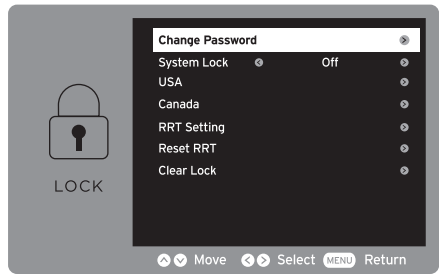 Change Password
System Lock Off
USA
Canada
RRT Setting
Reset RRT
Clear Lock
LOCK
Move Select MENU Return